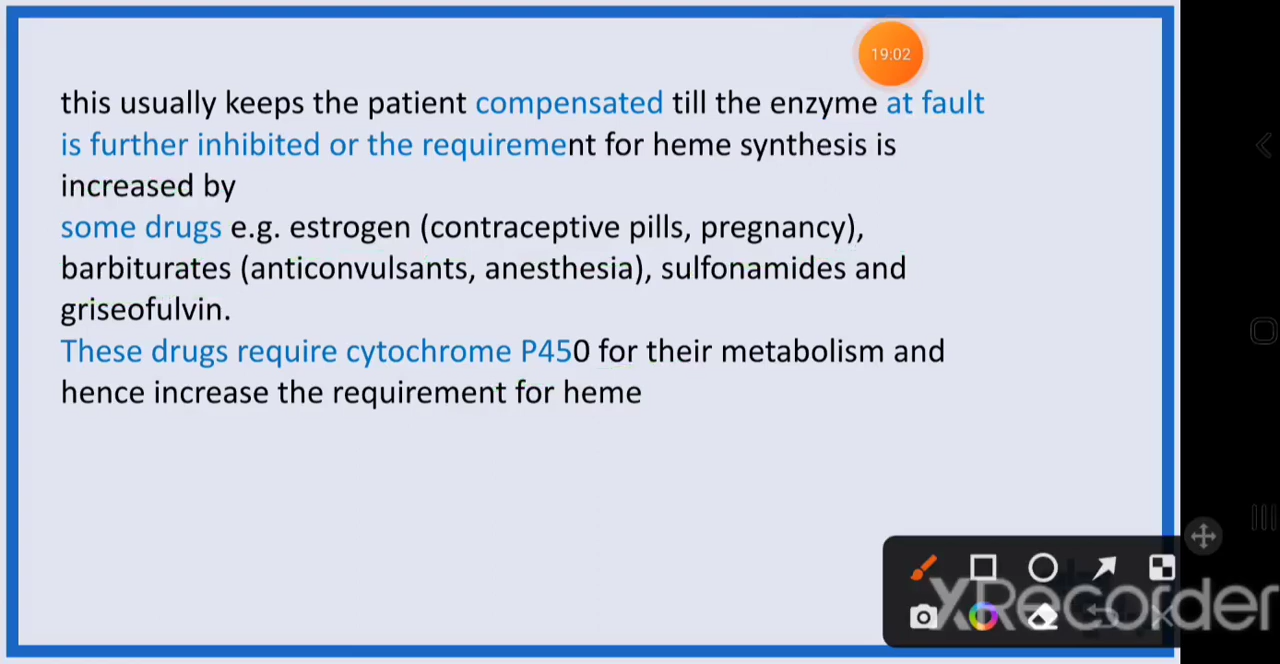 19:02
this usually keeps the patient compensated till the enzyme at fault
is further inhibited or the requirement for heme synthesis is
increased by
some drugs e.g. estrogen (contraceptive pills, pregnancy),
barbiturates (anticonvulsants, anesthesia), sulfonamides and
griseofulvin.
These drugs require cytochrome P450 for their metabolism and
hence increase the requirement for heme
XRecorder